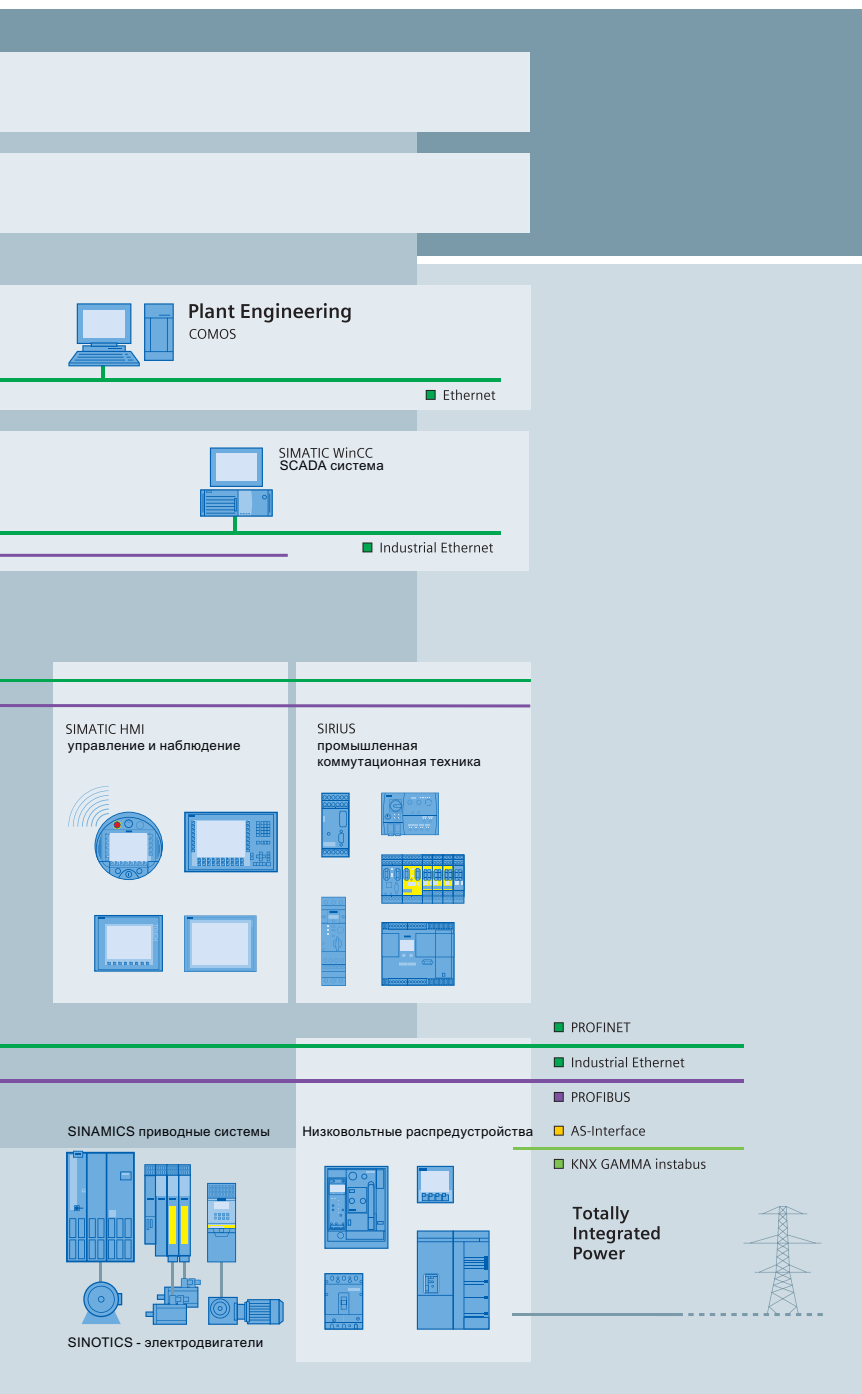 Plant Engineering
COMOS
Ethernet
SIMATIC WinCC
SCADA система
Industrial Ethernet
SIMATIC HMI
управление и наблюдение
SIRIUS
промышленная
коммутационная техника
PROFINET
Industrial Ethernet
PROFIBUS
AS-Interface
KNX GAMMA instabus
SINAMICS приводные системы
Низковольтные распредустройства
Totally
Integrated
Power
SINOTICS - электродвигатели